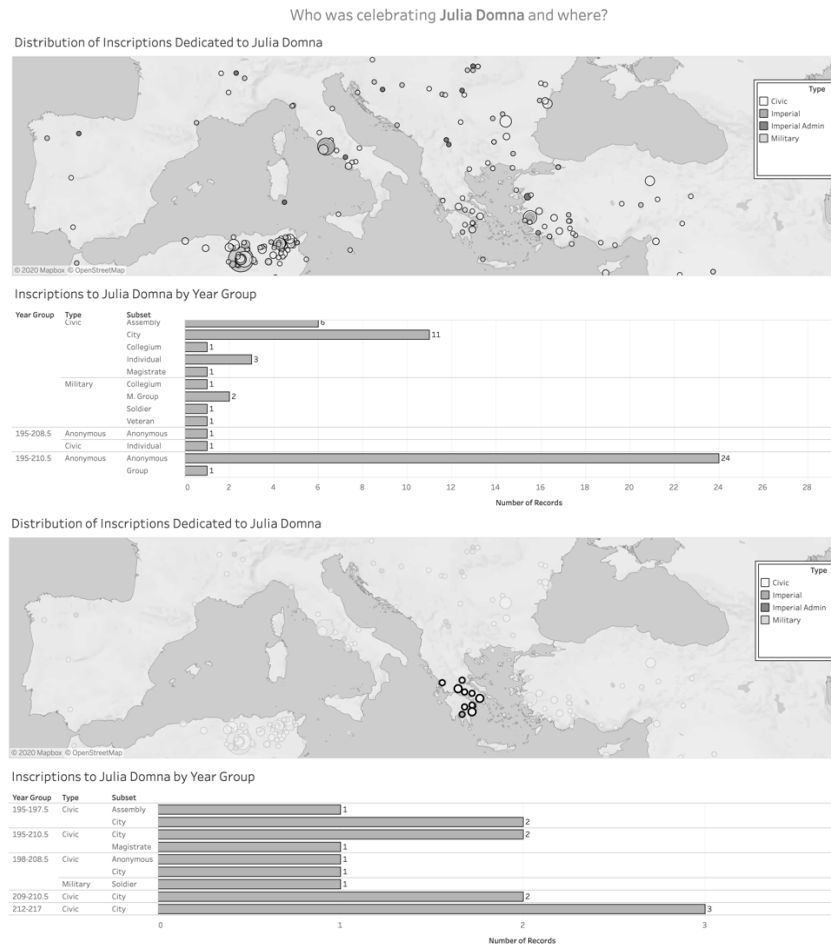 Who was celebrating Julia Domna and where?
Distribution of Inscriptions Dedicated to Julia Domna
Type
Civic
Imperial
Imperial Admin
Military
© 2020 Mapbox © OpenStreetMap
Inscriptions to Julia Domna by Year Group
Year Group Type Subset
Civic Assembly 6
City 11
Collegium 1
Individual 3
Magistrate 1
Military Collegium 1
M. Group 2
Soldier 1
Veteran 1
195-208.5 Anonymous Anonymous 1
Civic Individual 1
195-210.5 Anonymous Anonymous 24
Group 1
0 2 4 6 8 10 12 14 16 18 20 21 22 24 26 28
Number of Records
Distribution of Inscriptions Dedicated to Julia Domna
Type
Civic
Imperial
Imperial Admin
Military
© 2020 Mapbox © OpenStreetMap
Inscriptions to Julia Domna by Year Group
Year Group Type Subset
195-197.5 Civic Assembly 1
City 2
195-210.5 Civic City 2
Magistrate 1
198-208.5 Civic Anonymous 1
City 1
Military Soldier 1
209-210.5 Civic City 2
212-217 Civic City 3
0 1 2 3
Number of Records